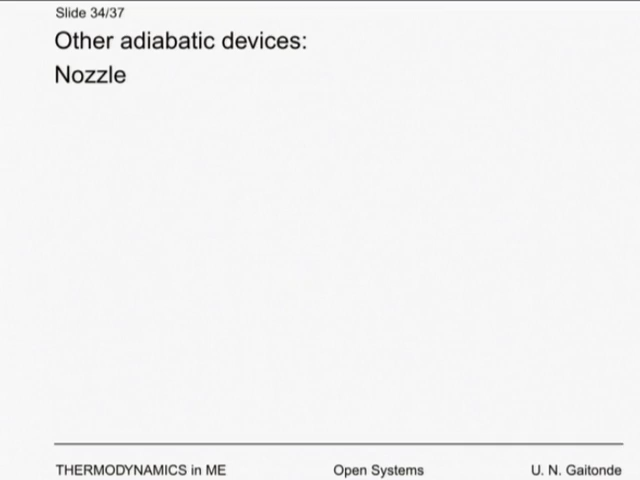 Slide 34/37
Other adiabatic devices:
Nozzle
THERMODYNAMICS in ME
Open Systems
U. N. Gaitonde